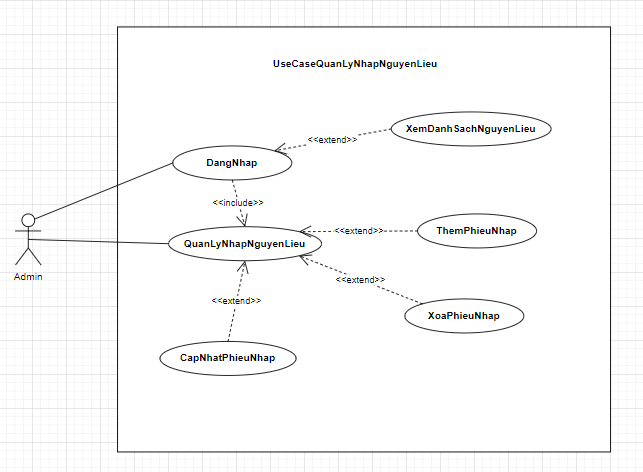 UseCaseQuanLyNhapNguyenLieu
XemDanhSachNguyenLieu
<<extend>>
DangNhap
<<include>>
ThemPhieuNhap
<<extend>>
QuanLyNhapNguyenLieu
Admin
<<extend>>
<<extend>>
XoaPhieuNhap
CapNhatPhieuNhap